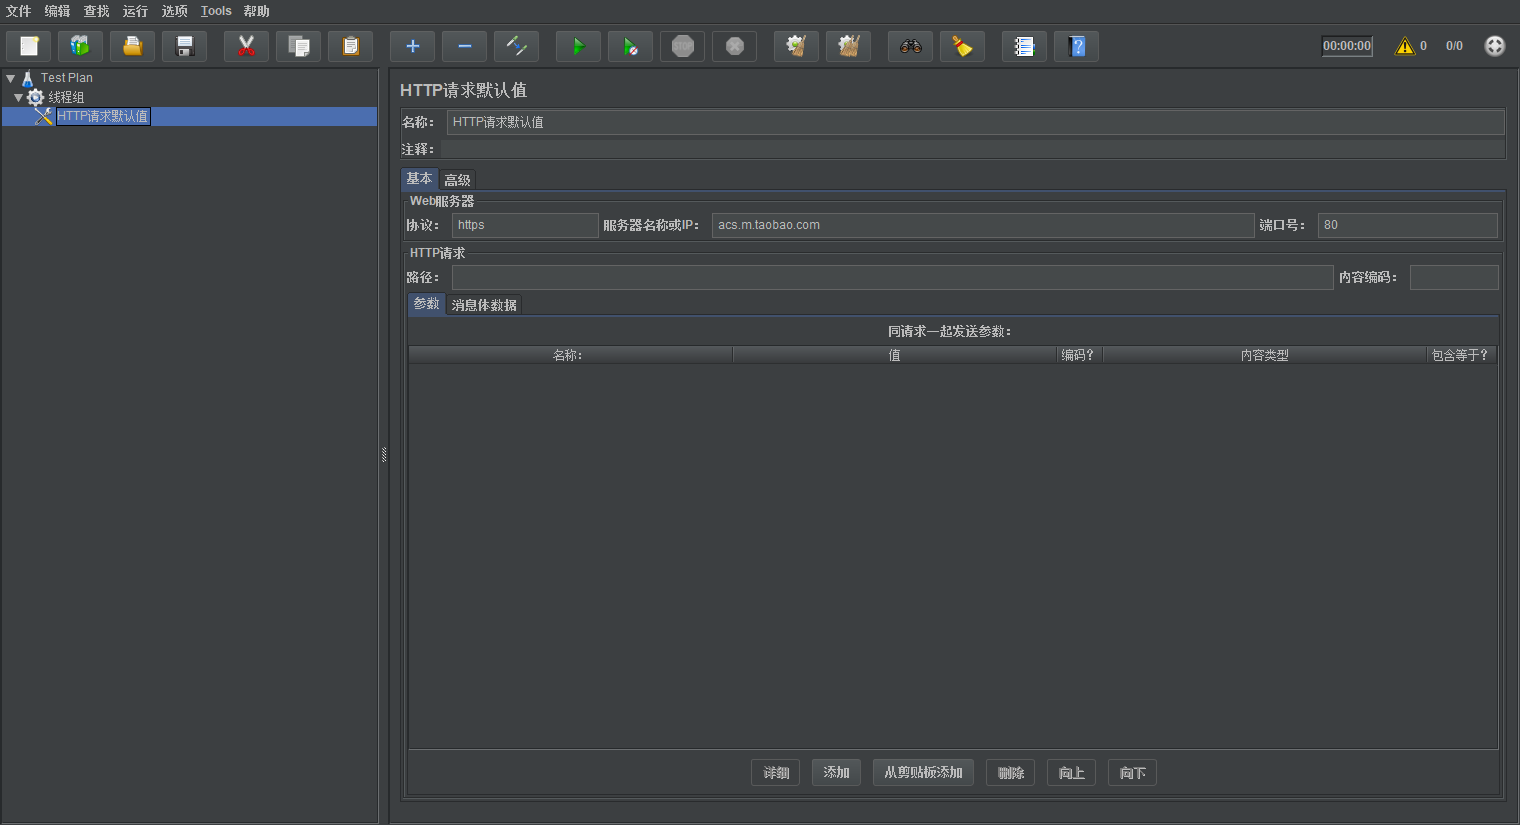 文件 编辑 查找 运行 选项 Tools 帮助
STOP 00:00:00 0 0/0
Test Plan
线程组
HTTP请求默认值
HTTP请求默认值
名称： HTTP请求默认值
注释：
基本 高级
Web服务器
协议： https 服务器名称或IP： acs.m.taobao.com 端口号： 80
HTTP请求
路径： 内容编码：
参数 消息体数据
同请求一起发送参数：
名称： 值 编码？ 内容类型 包含等于？
详细 添加 从剪贴板添加 删除 向上 向下